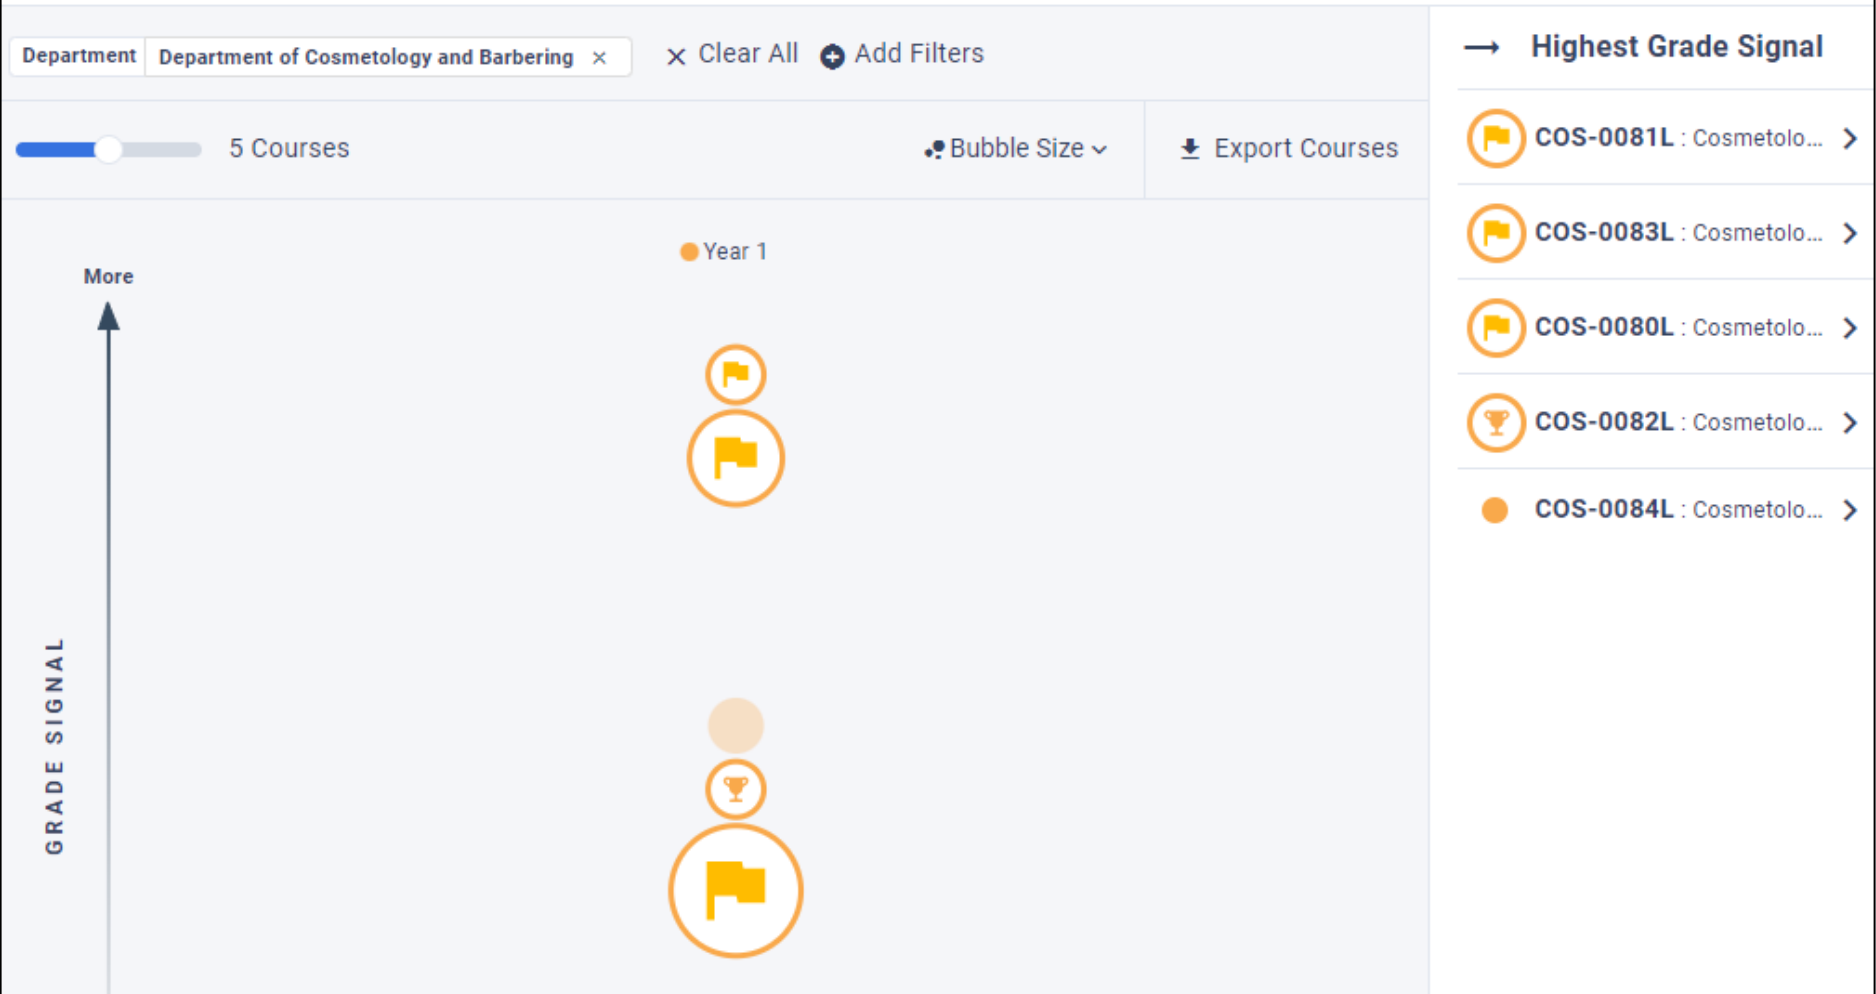 Department Department of Cosmetology and Barbering
Clear All
Add Filters
5 Courses
Bubble Size
Export Courses
Year 1
More
GRADE SIGNAL
Highest Grade Signal
COS-0081L : Cosmetolo...
COS-0083L : Cosmetolo...
COS-0080L : Cosmetolo...
COS-0082L : Cosmetolo...
COS-0084L : Cosmetolo...